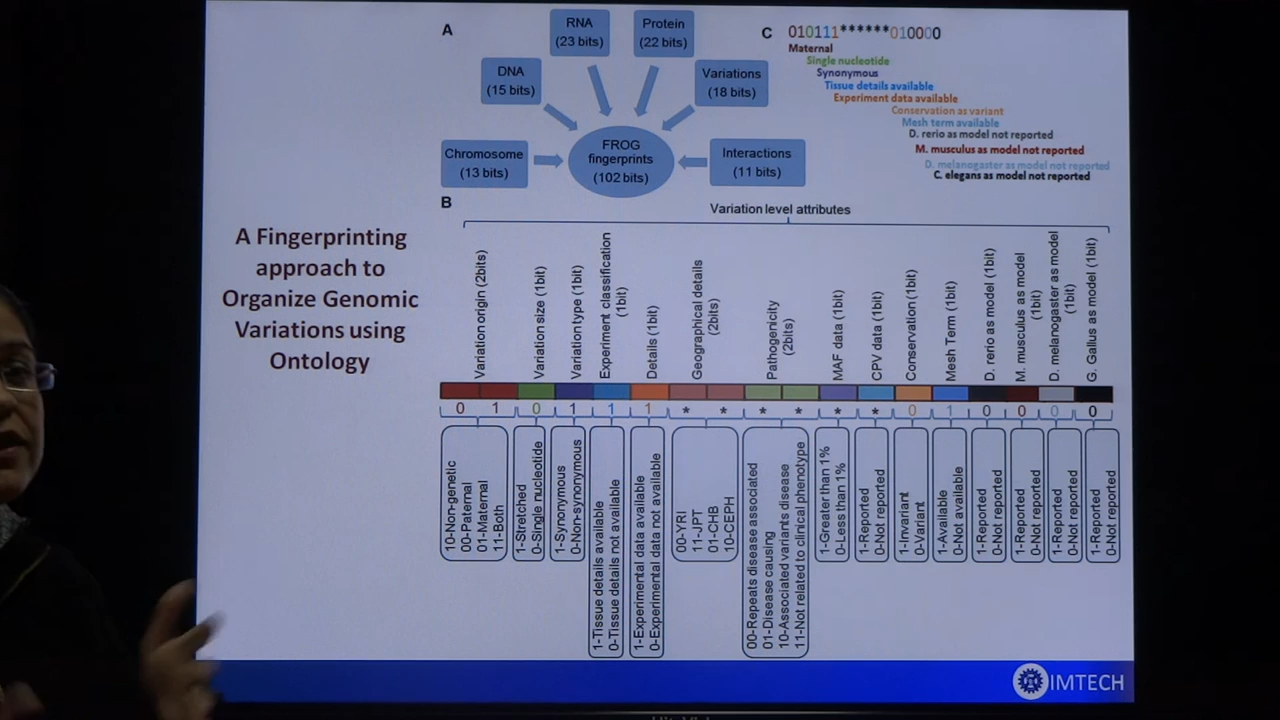 A Fingerprinting
approach to
Organize Genomic
Variations using
Ontology
A
RNA
(23 bits)
Protein
(22 bits)
DNA
(15 bits)
Variations
(18 bits)
Chromosome
(13 bits)
FROG
fingerprints
(102 bits)
Interactions
(11 bits)
C
010111******010000
Maternal
Single nucleotide
Synonymous
Tissue details available
Experiment data available
Conservation as variant
Mesh term available
D. rerio as model not reported
M. musculus as model not reported
D. melanogaster as model not reported
C. elegans as model not reported
B
Variation level attributes
Variation origin (2bits)
Variation size (1bit)
Variation type (1bit)
Experiment classification
(1bit)
Details (1bit)
Geographical details
(2bits)
Pathogenicity
(2bits)
MAF data (1bit)
CPV data (1bit)
Conservation (1bit)
Mesh Term (1bit)
D. rerio as model (1bit)
M. musculus as model
(1bit)
D. melanogaster as model
(1bit)
G. Gallus as model (1bit)
0 1 0 1 1 1 * * * * * * 0 1 0 0 0 0
10-Non-genetic
00-Paternal
01-Maternal
11-Both
1-Stretched
0-Single nucleotide
1-Synonymous
0-Non-synonymous
1-Tissue details available
0-Tissue details not available
1-Experimental data available
0-Experimental data not available
00-YRI
11-JPT
01-CHB
10-CEPH
00-Repeats disease associated
01-Disease causing
10-Associated variants disease
11-Not related to clinical phenotype
1-Greater than 1%
0-Less than 1%
1-Reported
0-Not reported
1-Invariant
0-Variant
1-Available
0-Not available
1-Reported
0-Not reported
1-Reported
0-Not reported
1-Reported
0-Not reported
1-Reported
0-Not reported
IMTECH